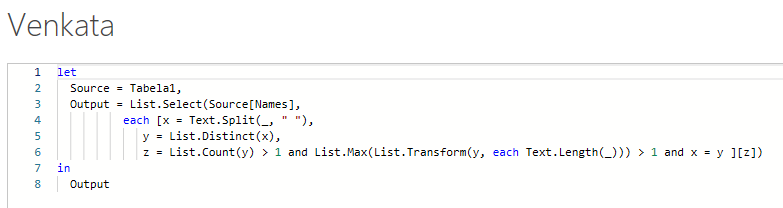 Venkata
1 let
2 Source = Tabela1,
3 Output = List.Select(Source[Names],
4 each [x = Text.Split(_, " "),
5 y = List.Distinct(x),
6 z = List.Count(y) > 1 and List.Max(List.Transform(y, each Text.Length(_))) > 1 and x = y ][z])
7 in
8 Output